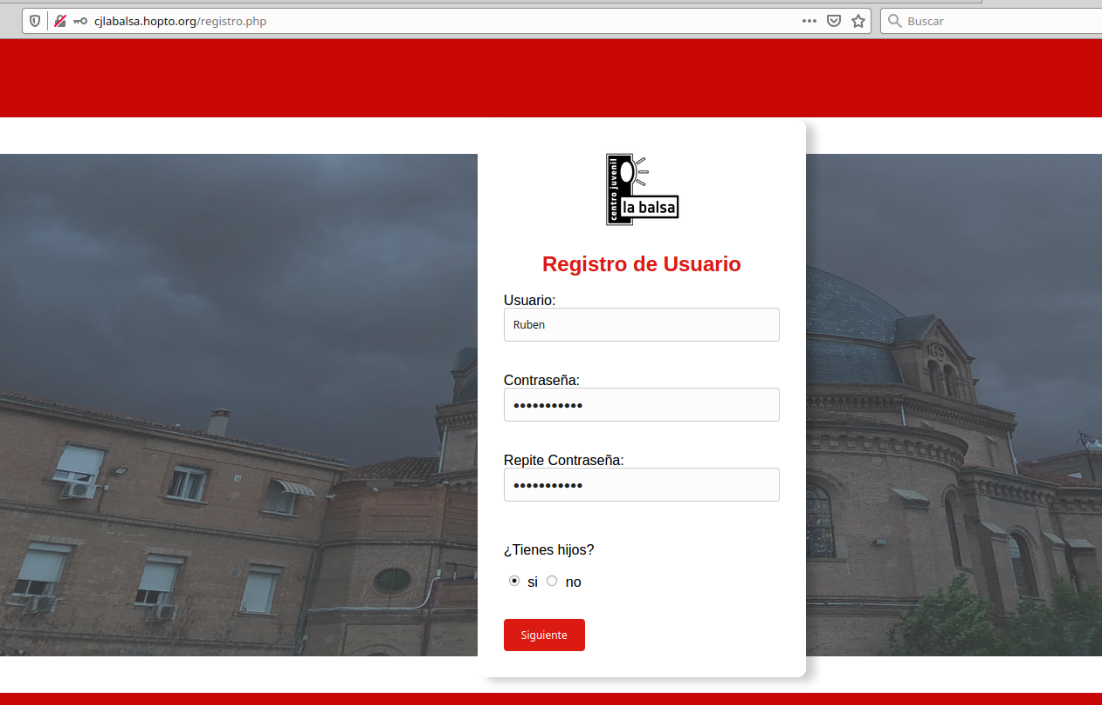 cjlabalsa.hopto.org/registro.php
Buscar
centro juvenil
la balsa
Registro de Usuario
Usuario:
Ruben
Contraseña:
•••••••••••
Repite Contraseña:
•••••••••••
¿Tienes hijos?
si no
Siguiente